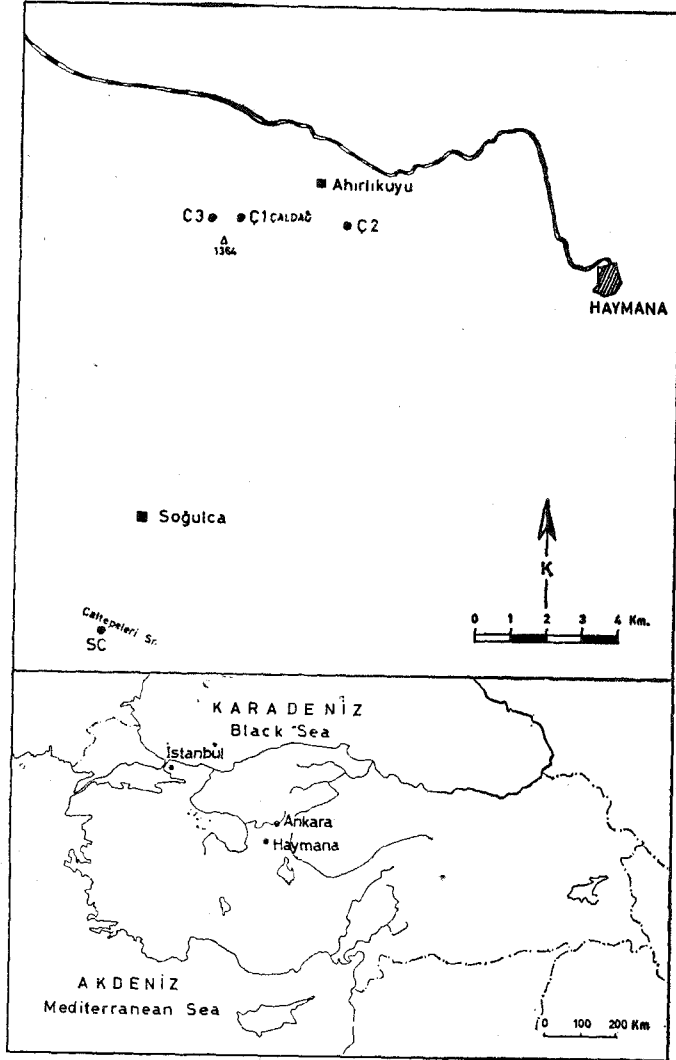 Ahırlıkuyu
C3 Ç1 ÇALDAĞ Ç2
1364
HAYMANA
Soğulca
K
0 1 2 3 4 Km.
Caltepeleri Sr.
SC
KARADENİZ
Black Sea
İstanbul
Ankara
Haymana
AKDENİZ
Mediterranean Sea
0 100 200 Km